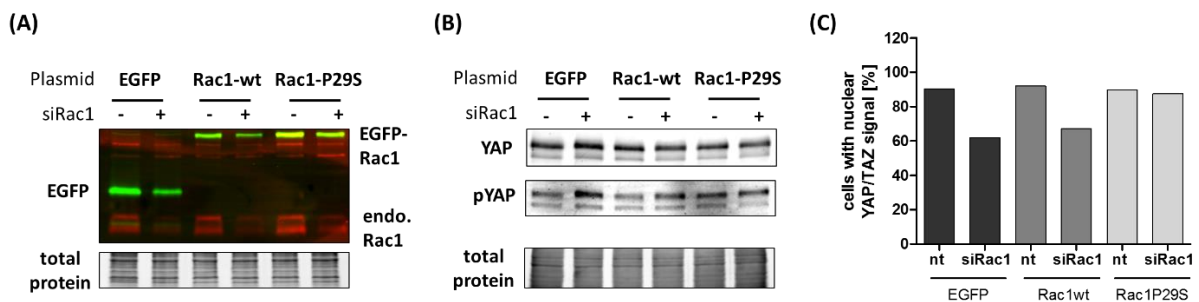 (A)
Plasmid EGFP Rac1-wt Rac1-P29S
siRac1 - + - + - +
EGFP-
Rac1
EGFP
endo.
Rac1
total
protein
(B)
Plasmid EGFP Rac1-wt Rac1-P29S
siRac1 - + - + - +
YAP
pYAP
total
protein
(C)
cells with nuclear
YAP/TAZ signal [%]
120
100
80
60
40
20
0
nt siRac1 nt siRac1 nt siRac1
EGFP Rac1wt Rac1P29S